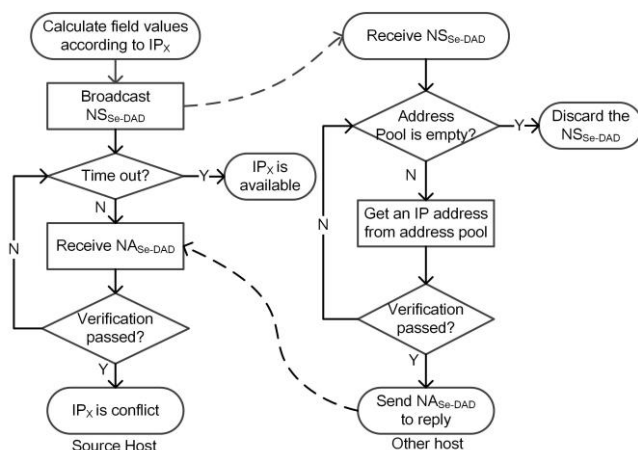 Calculate field values
according to IPX
Broadcast
NSSe-DAD
Time out?
Y
IPX is
available
N
Receive NASe-DAD
N
Verification
passed?
Y
IPX is conflict
Source Host
Receive NSSe-DAD
Address
Pool is empty?
Y
Discard the
NSSe-DAD
N
Get an IP address
from address pool
N
Verification
passed?
Y
Send NASe-DAD
to reply
Other host